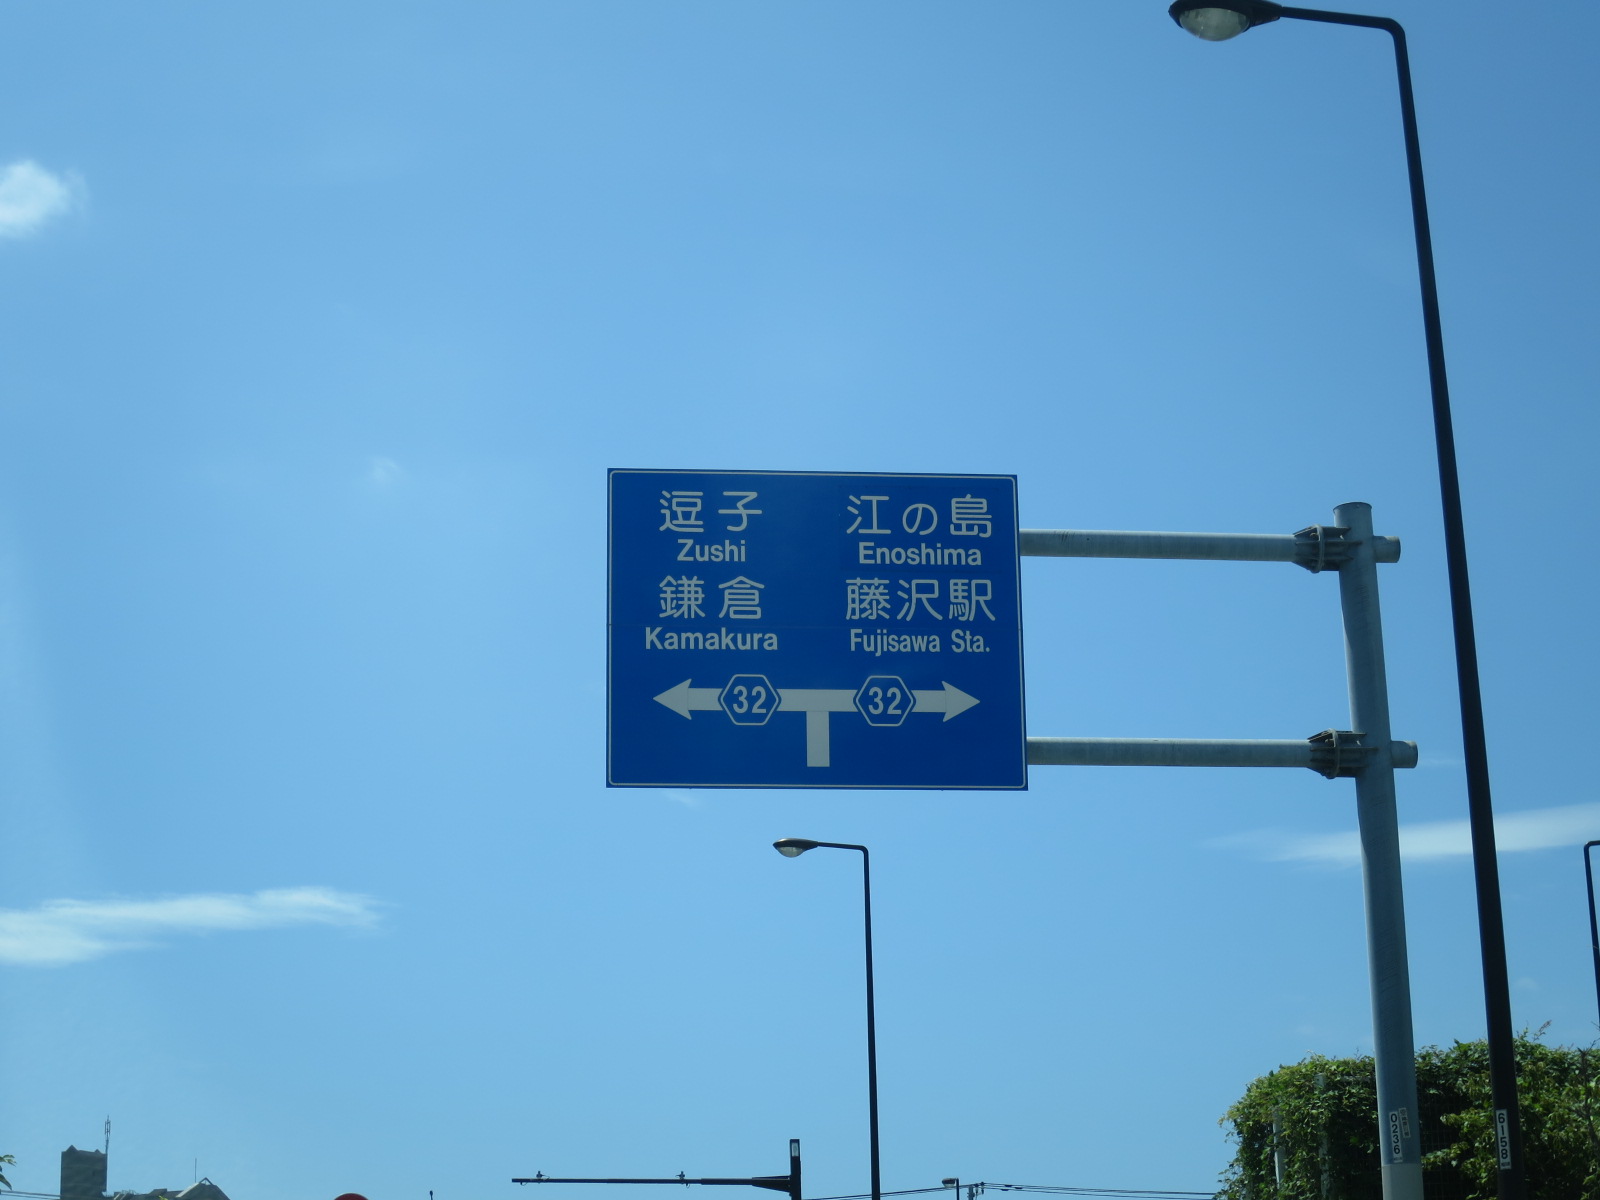 逗子
Zushi
鎌倉
Kamakura
江の島
Enoshima
藤沢駅
Fujisawa Sta.
32
32
0236
6158